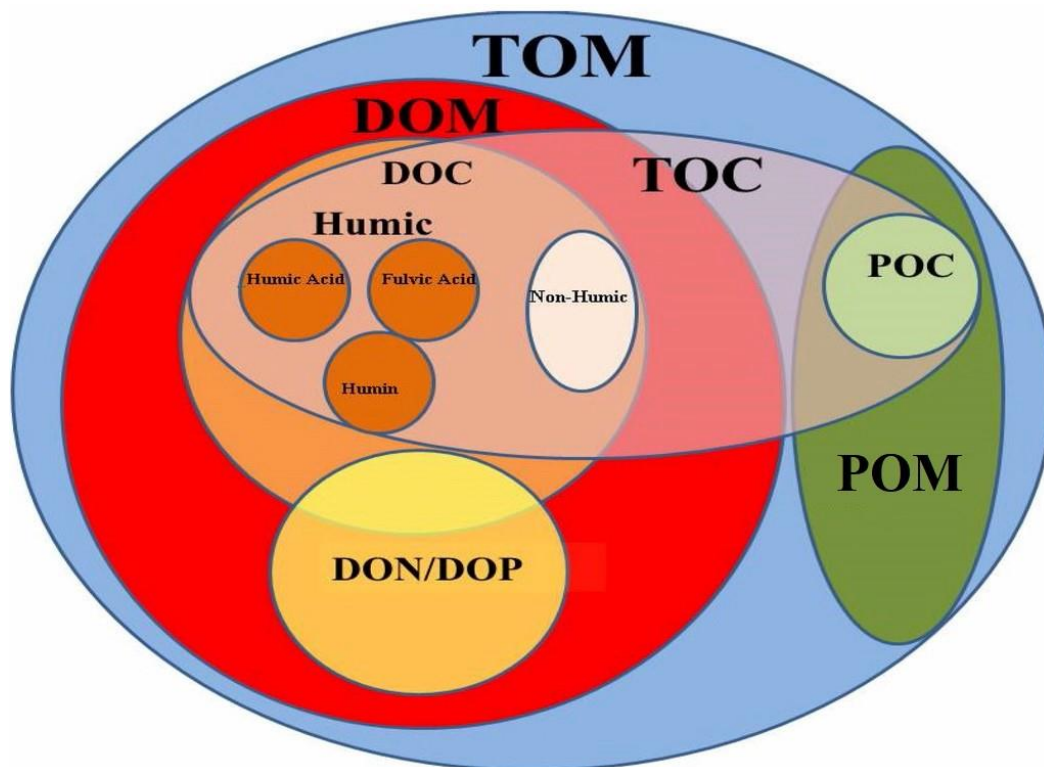 TOM
DOM
DOC
TOC
Humic
Humic Acid
Fulvic Acid
Non-Humic
POC
Humin
POM
DON/DOP